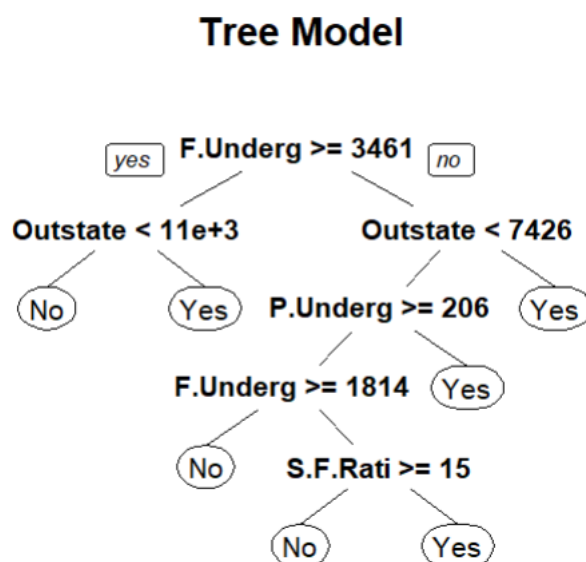 Tree Model
yes F.Underg >= 3461 no
Outstate < 11e+3 Outstate < 7426
No Yes P.Underg >= 206 Yes
F.Underg >= 1814 Yes
No S.F.Rati >= 15
No Yes